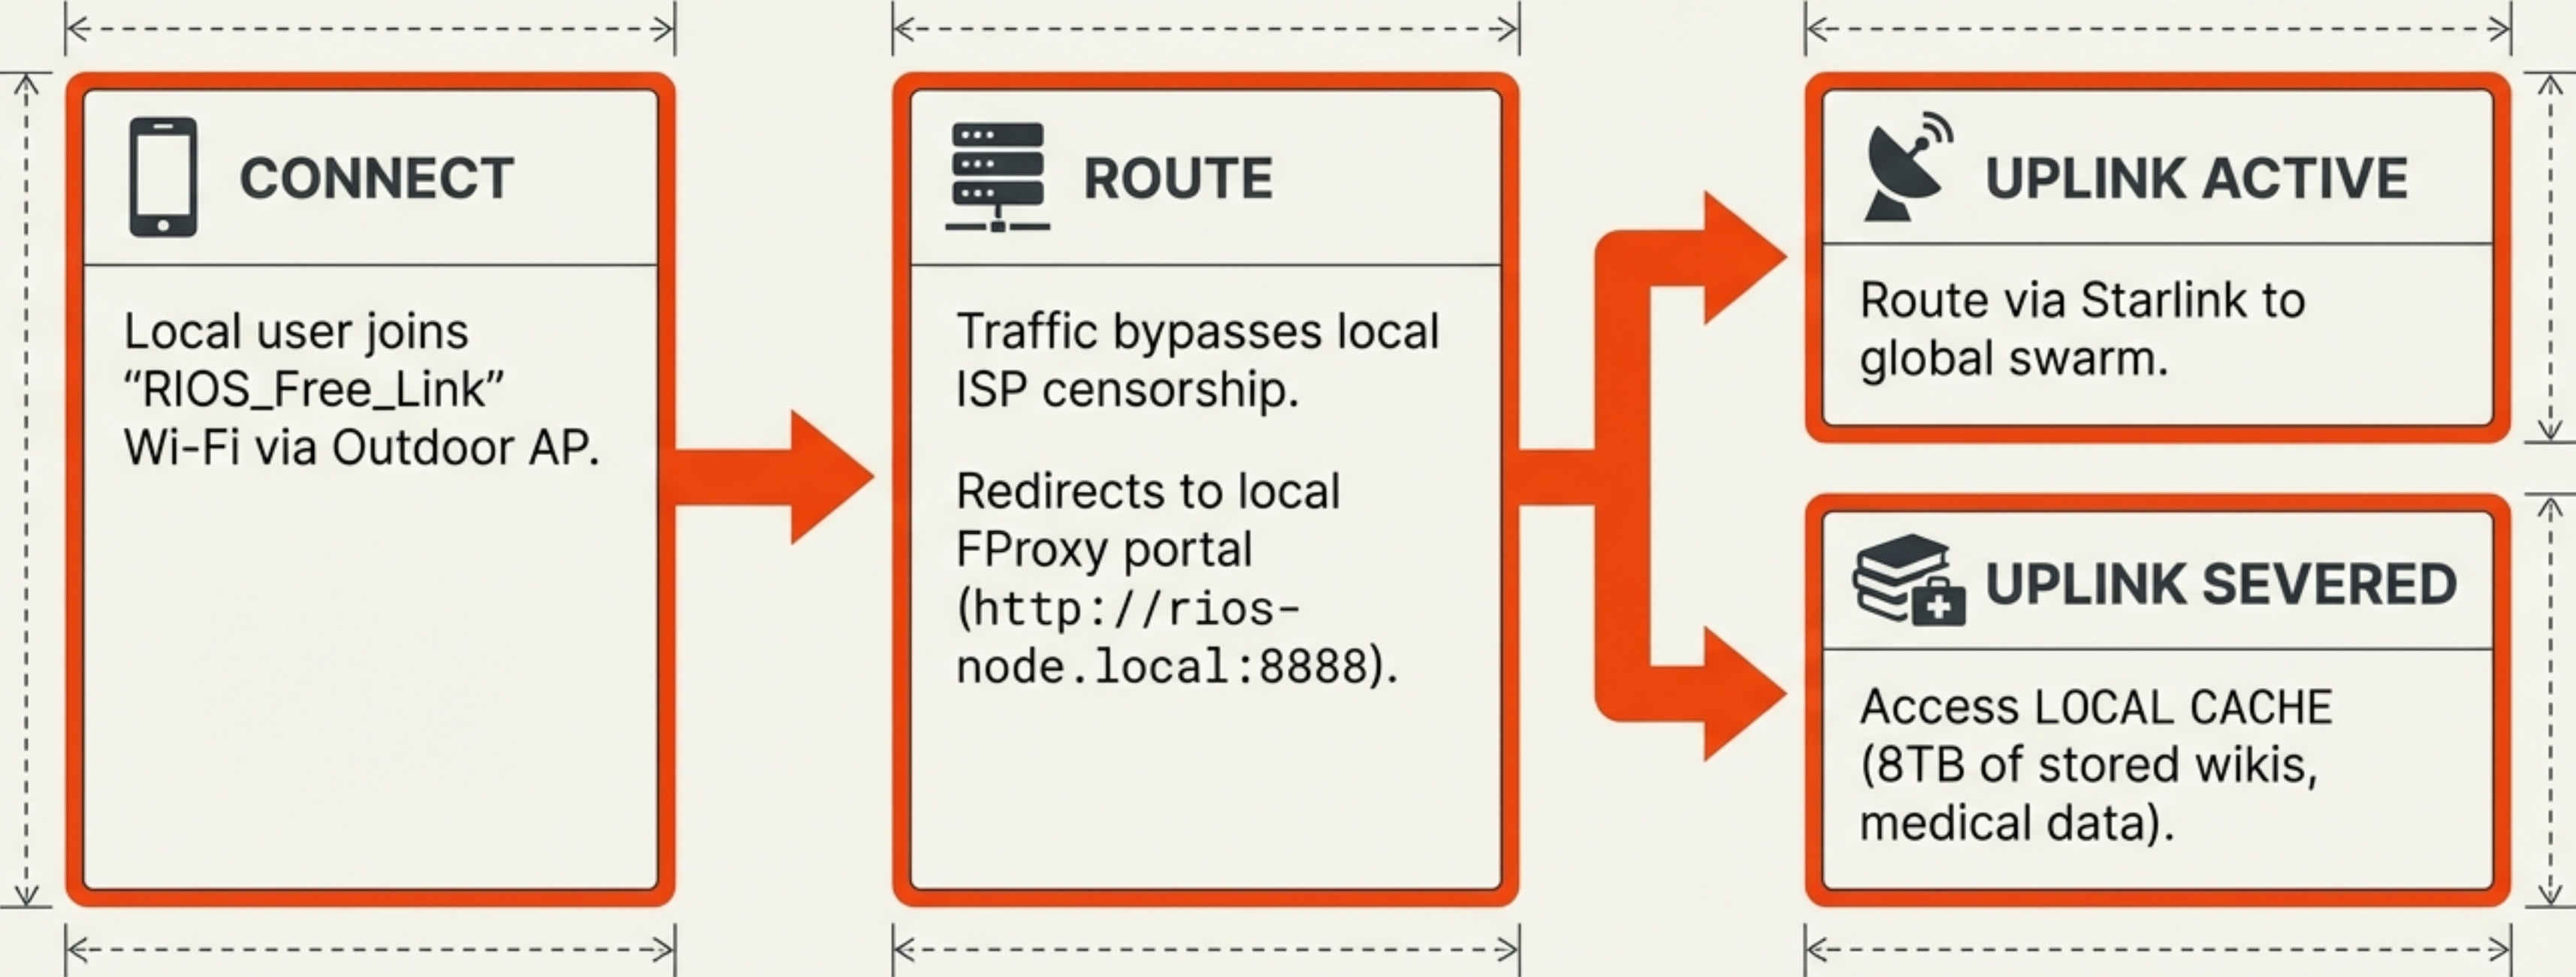 CONNECT
Local user joins
“RIOS_Free_Link”
Wi-Fi via Outdoor AP.
ROUTE
Traffic bypasses local
ISP censorship.
Redirects to local
FProxy portal
(http://rios-
node.local:8888).
UPLINK ACTIVE
Route via Starlink to
global swarm.
UPLINK SEVERED
Access LOCAL CACHE
(8TB of stored wikis,
medical data).